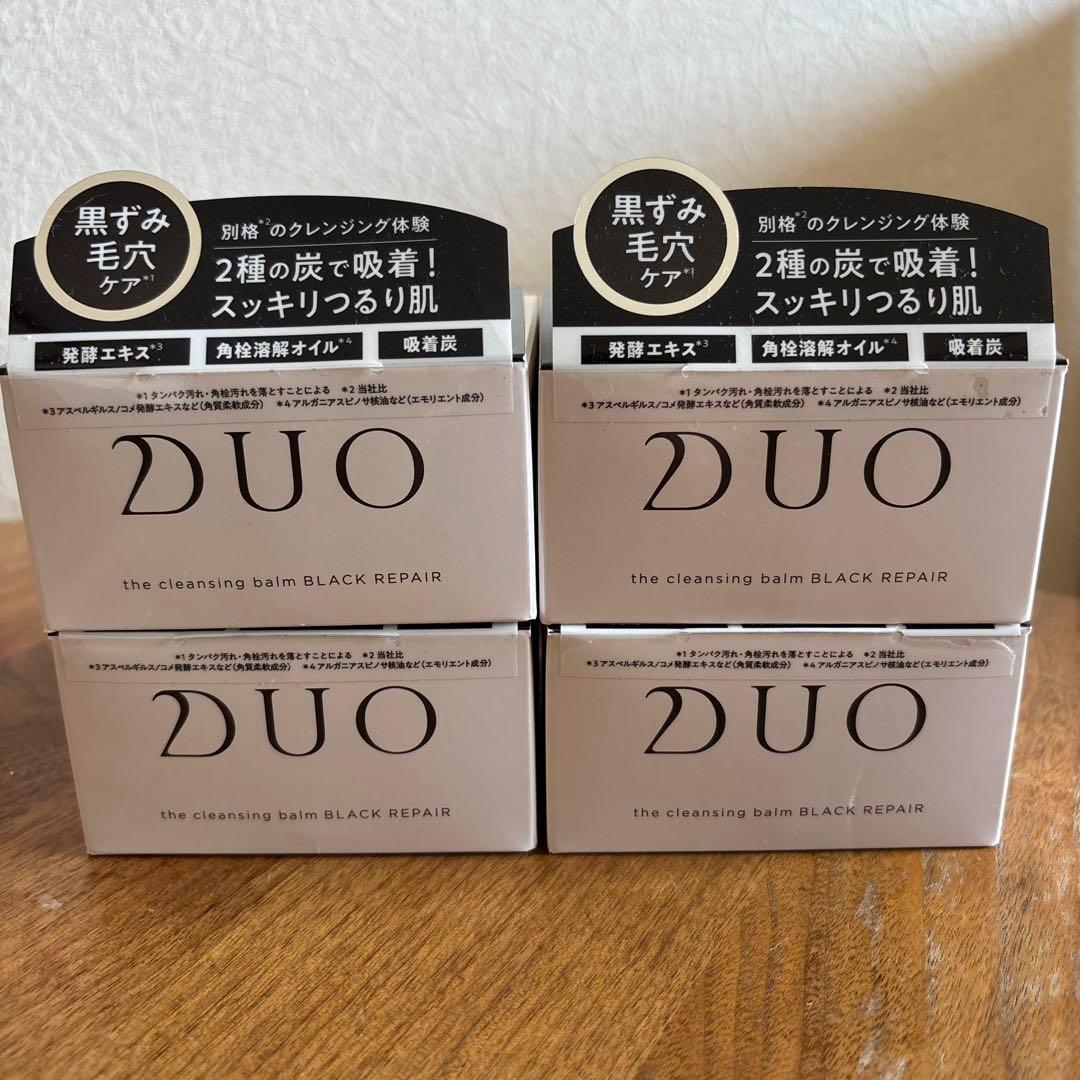 黒ずみ
毛穴
ケア*1
別格*2のクレンジング体験
2種の炭で吸着!
スッキリつるり肌
発酵エキス*3 角栓溶解オイル*4 吸着炭
*1 タンパク汚れ・角栓汚れを落とすことによる *2 当社比
*3 アスペルギルス/コメ発酵エキスなど(角質柔軟成分) *4 アルガニアスピノサ核油など(エモリエント成分)
DUO
the cleansing balm BLACK REPAIR
黒ずみ
毛穴
ケア*1
別格*2のクレンジング体験
2種の炭で吸着!
スッキリつるり肌
発酵エキス*3 角栓溶解オイル*4 吸着炭
*1 タンパク汚れ・角栓汚れを落とすことによる *2 当社比
*3 アスペルギルス/コメ発酵エキスなど(角質柔軟成分) *4 アルガニアスピノサ核油など(エモリエント成分)
DUO
the cleansing balm BLACK REPAIR
*1 タンパク汚れ・角栓汚れを落とすことによる *2 当社比
*3 アスペルギルス/コメ発酵エキスなど(角質柔軟成分) *4 アルガニアスピノサ核油など(エモリエント成分)
DUO
the cleansing balm BLACK REPAIR
*1 タンパク汚れ・角栓汚れを落とすことによる *2 当社比
*3 アスペルギルス/コメ発酵エキスなど(角質柔軟成分) *4 アルガニアスピノサ核油など(エモリエント成分)
DUO
the cleansing balm BLACK REPAIR